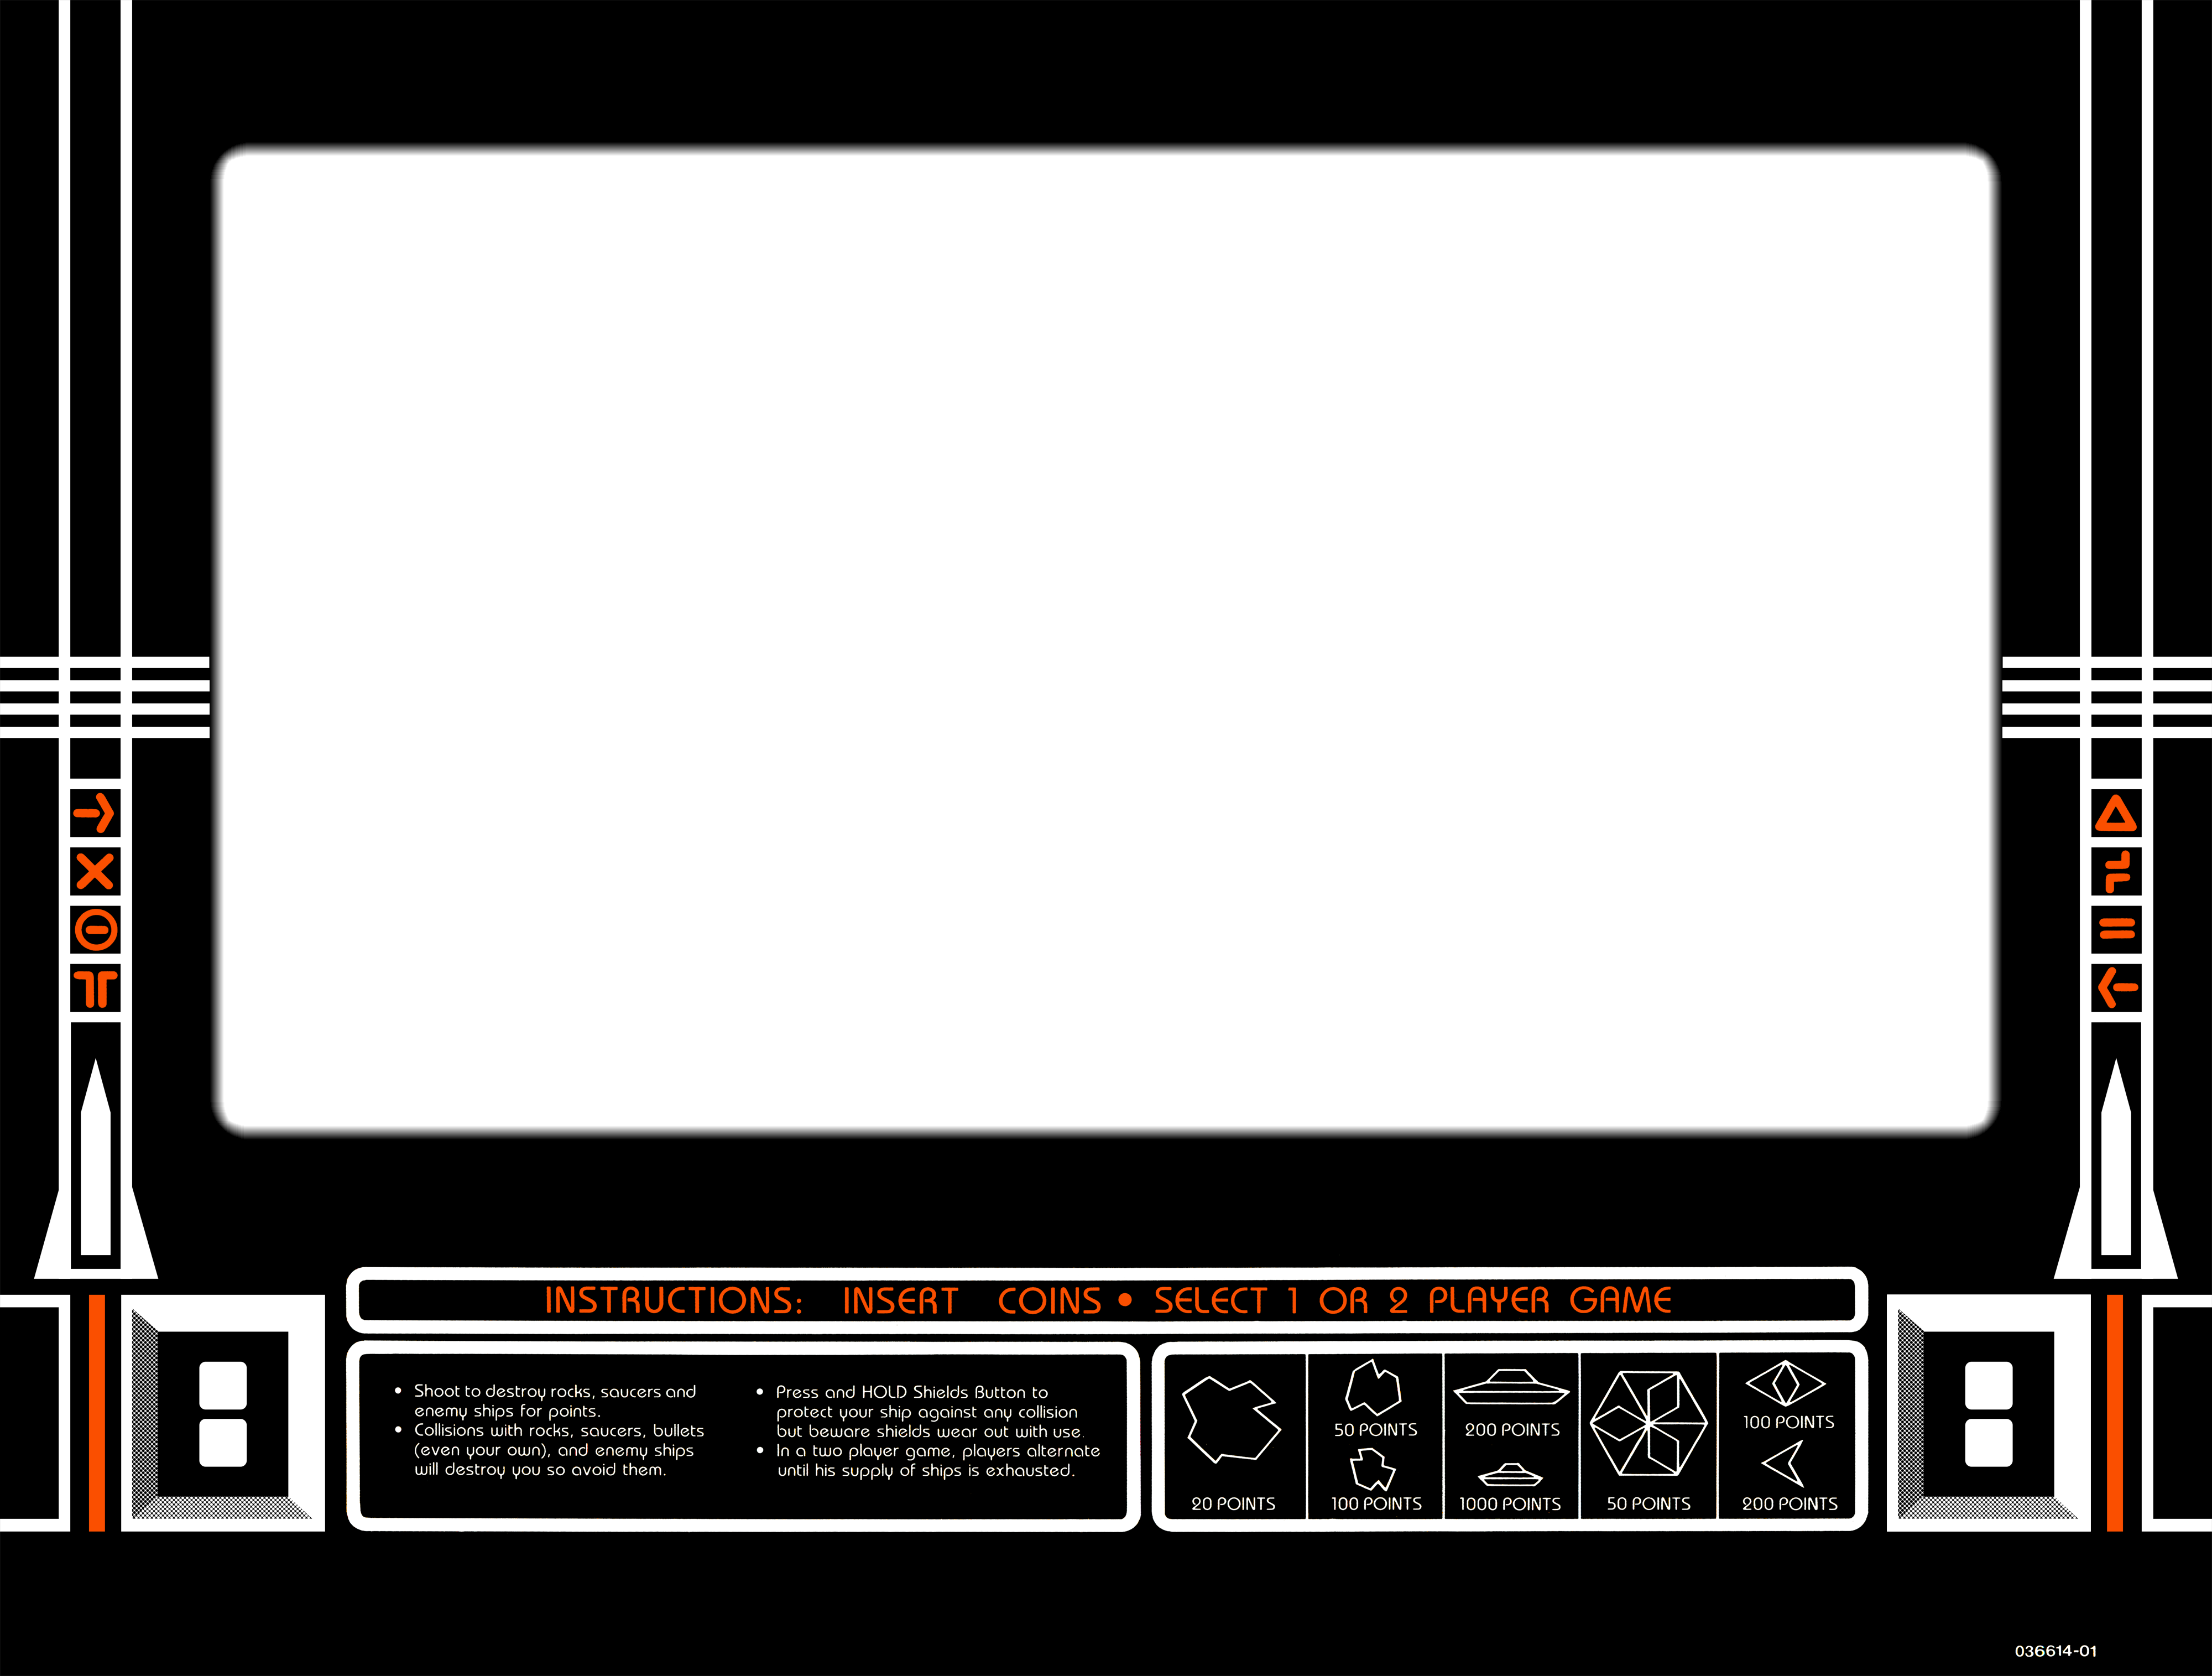 INSTRUCTIONS: INSERT COINS • SELECT 1 OR 2 PLAYER GAME
• Shoot to destroy rocks, saucers and
enemy ships for points.
• Collisions with rocks, saucers, bullets
(even your own), and enemy ships
will destroy you so avoid them.
• Press and HOLD Shields Button to
protect your ship against any collision
but beware shields wear out with use.
• In a two player game, players alternate
until his supply of ships is exhausted.
20 POINTS
50 POINTS
100 POINTS
200 POINTS
1000 POINTS
50 POINTS
100 POINTS
200 POINTS
036614-01